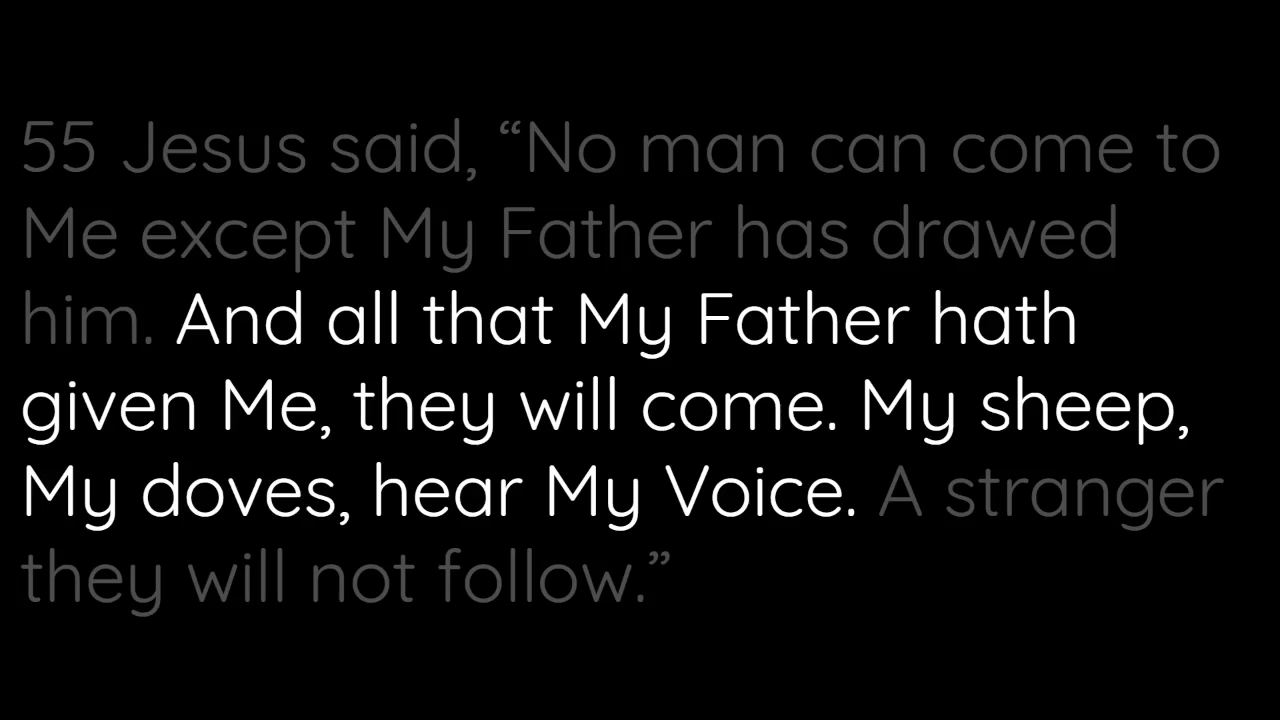 55 Jesus said, “No man can come to
Me except My Father has drawed
him. And all that My Father hath
given Me, they will come. My sheep,
My doves, hear My Voice. A stranger
they will not follow.”